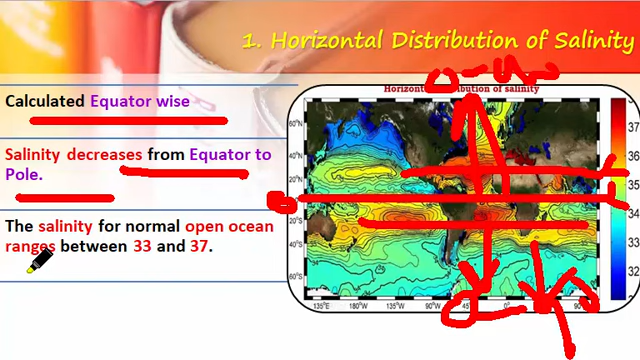 1. Horizontal Distribution of Salinity
Calculated Equator wise
Salinity decreases from Equator to
Pole.
The salinity for normal open ocean
ranges between 33 and 37.
of salinity
60°N
40°N
20°N
0°
20°S
40°S
60°S
135°E
180°W
135°W
90°W
45°
0°
37
36
35
34
33
32